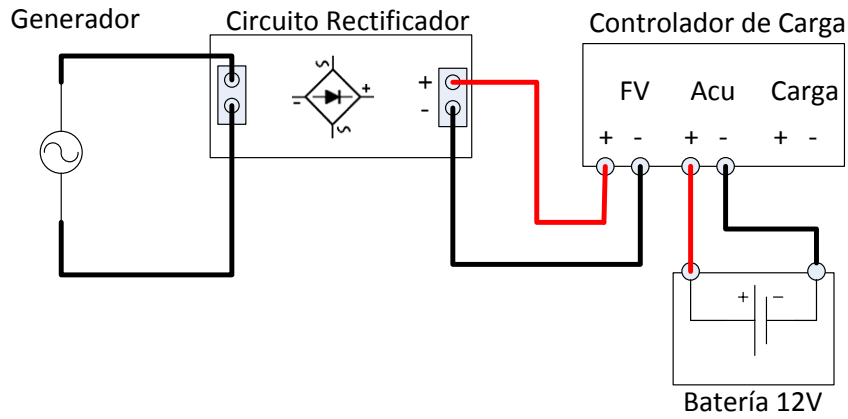 Generador
Circuito Rectificador
Controlador de Carga
FV Acu Carga
+ - + - + -
- +
+
-
+ -
Batería 12V